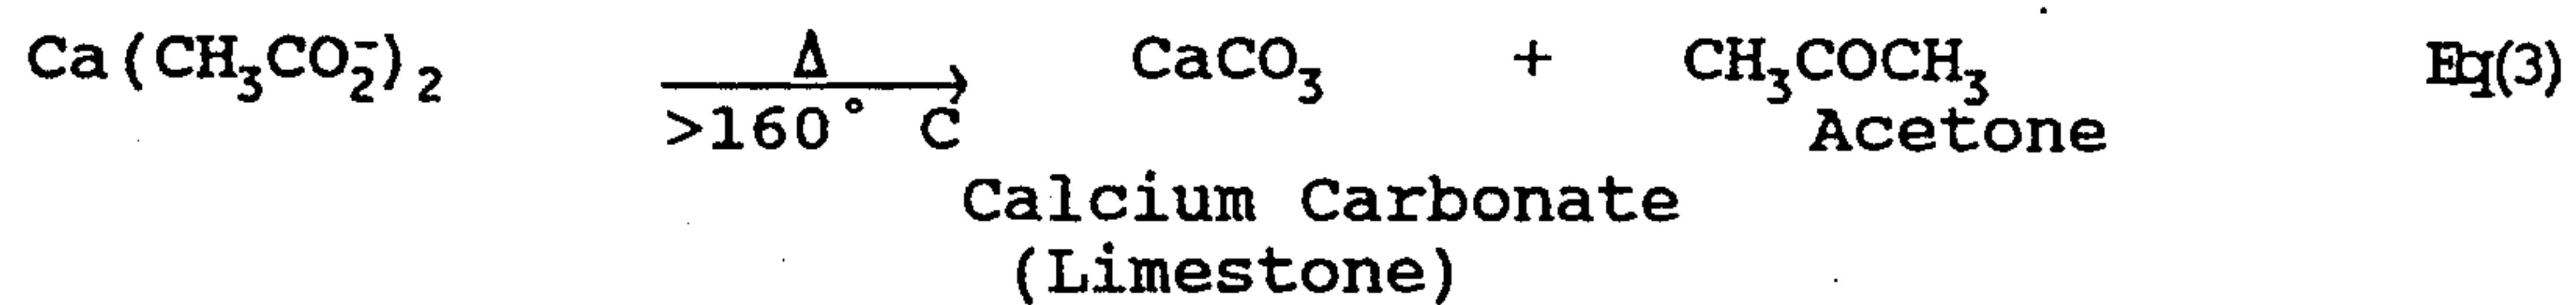 Ca(CH₃CO₂⁻)₂ Δ CaCO₃ + CH₃COCH₃ Eq(3)
>160° C Acetone
Calcium Carbonate
(Limestone)